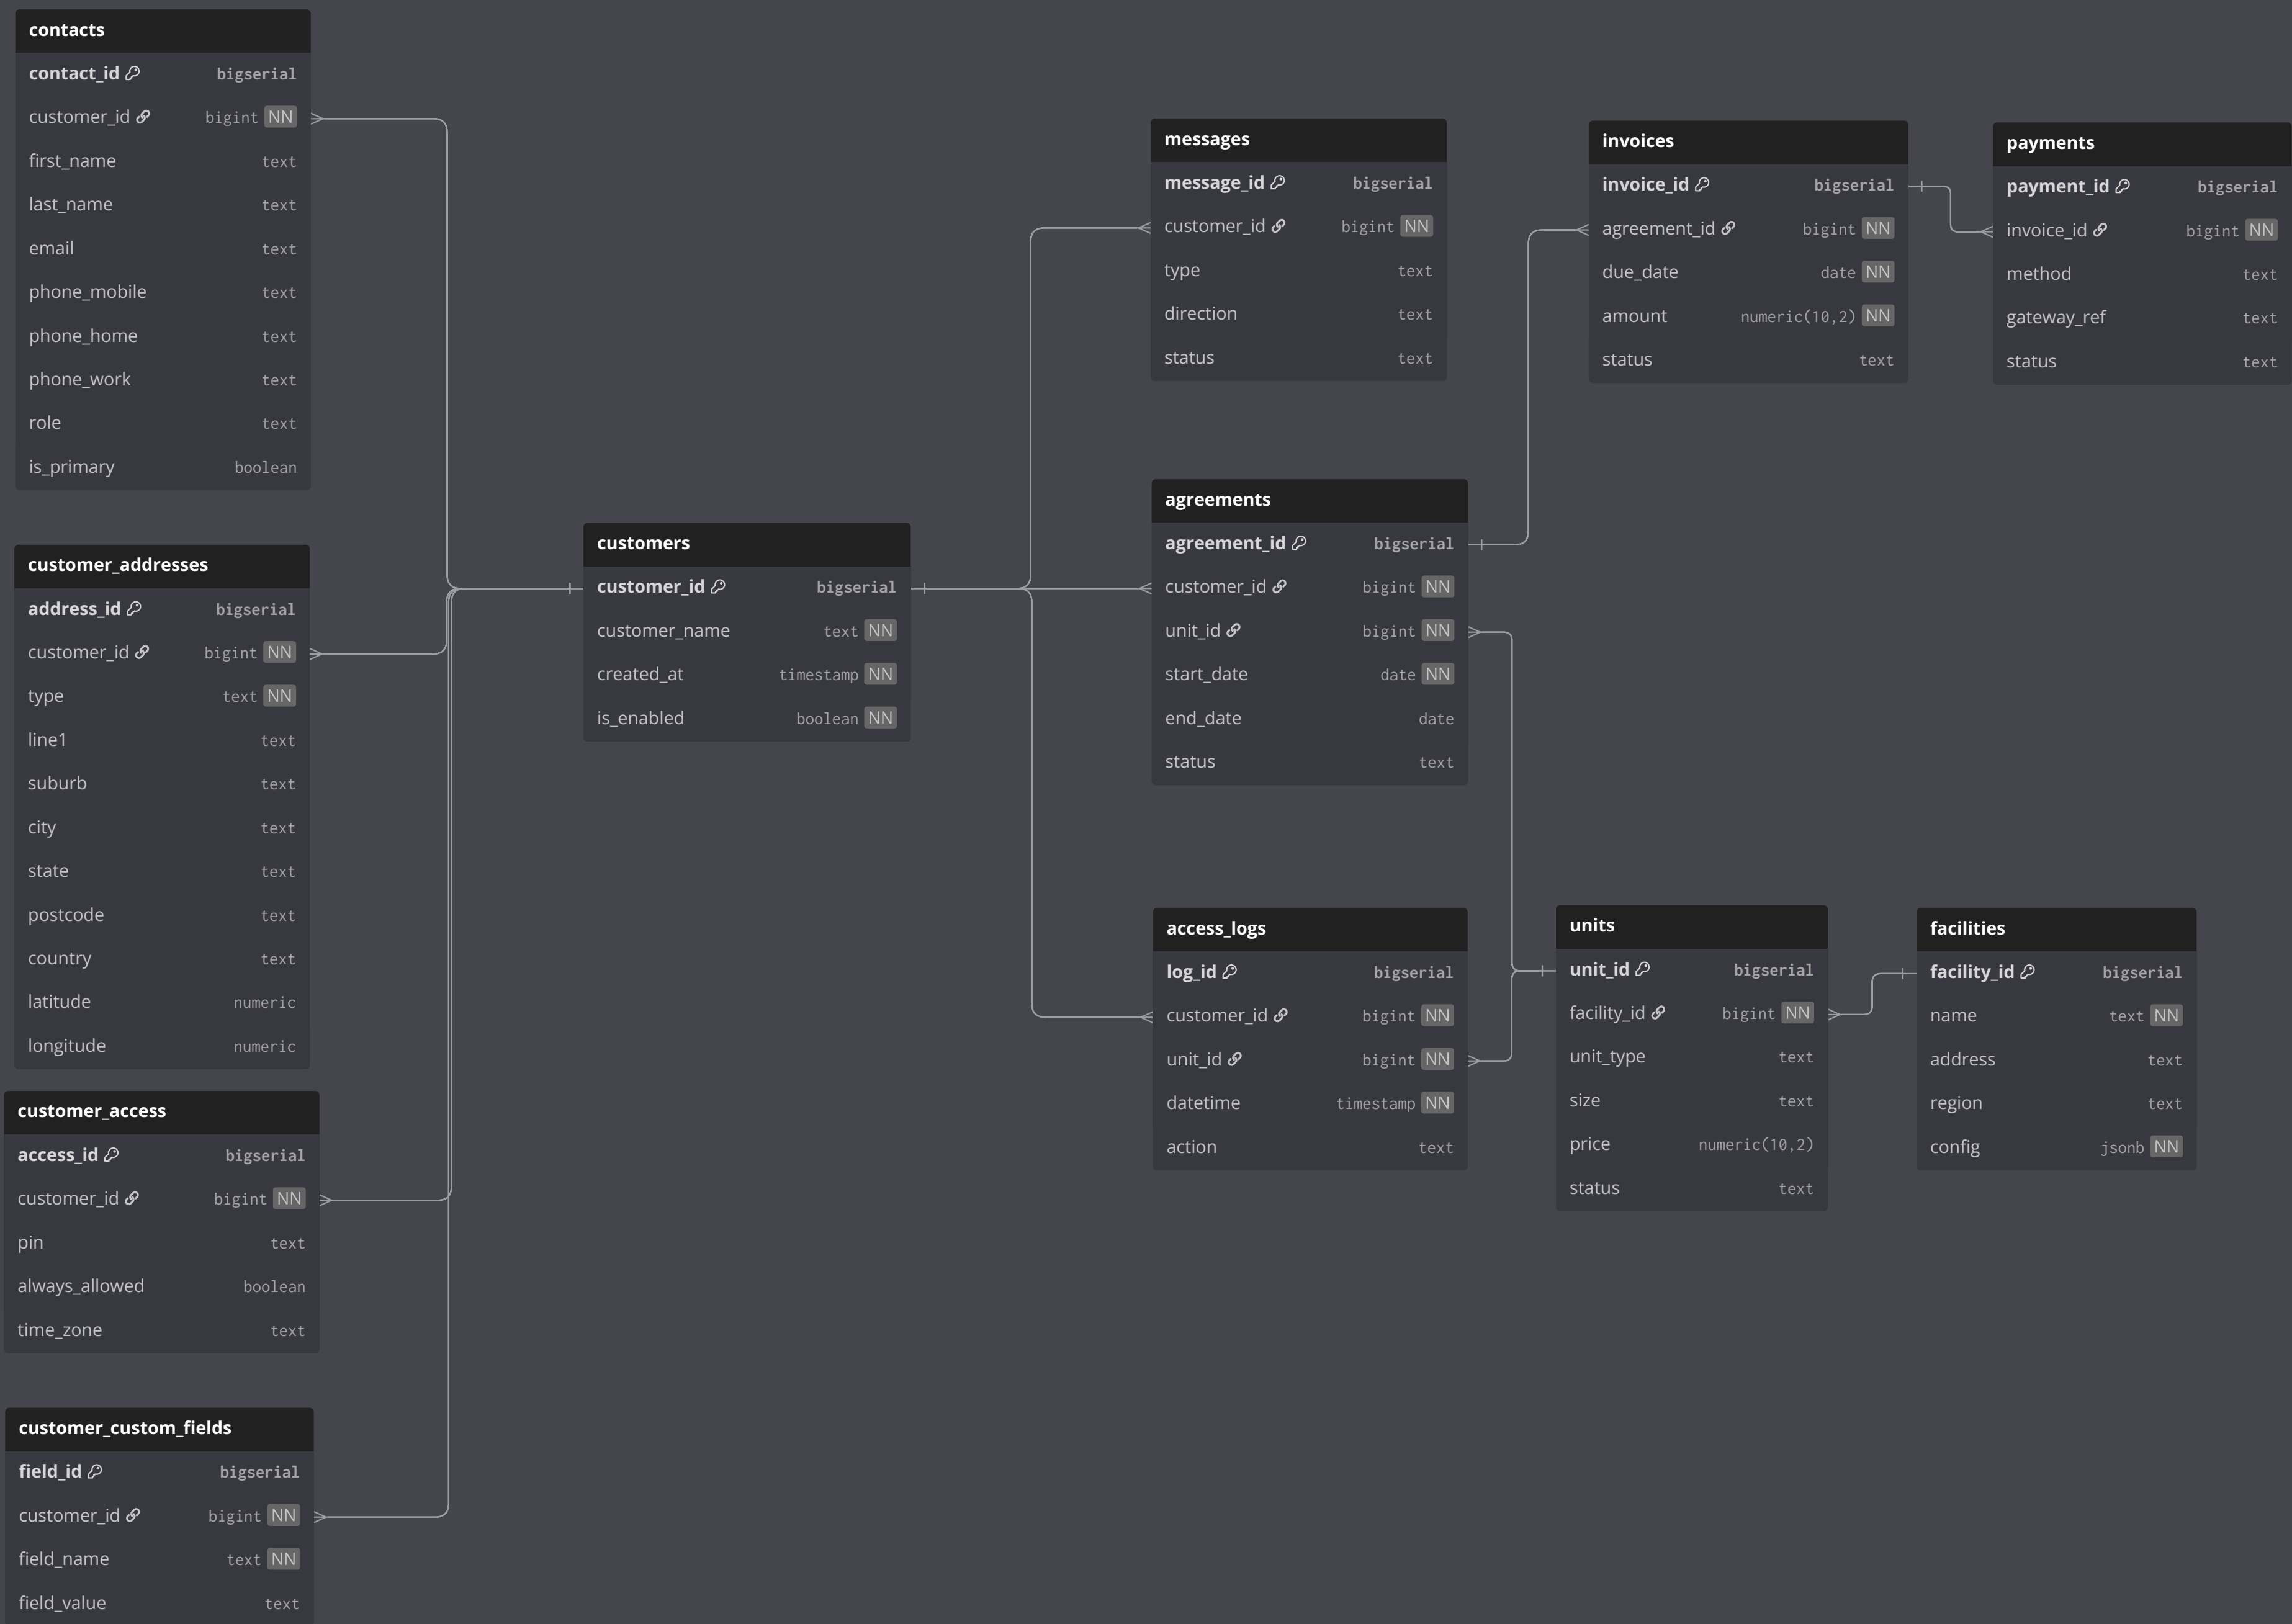 contacts
contact_id bigserial
customer_id bigint NN
first_name text
last_name text
email text
phone_mobile text
phone_home text
phone_work text
role text
is_primary boolean
customer_addresses
address_id bigserial
customer_id bigint NN
type text NN
line1 text
suburb text
city text
state text
postcode text
country text
latitude numeric
longitude numeric
customer_access
access_id bigserial
customer_id bigint NN
pin text
always_allowed boolean
time_zone text
customer_custom_fields
field_id bigserial
customer_id bigint NN
field_name text NN
field_value text
customers
customer_id bigserial
customer_name text NN
created_at timestamp NN
is_enabled boolean NN
messages
message_id bigserial
customer_id bigint NN
type text
direction text
status text
agreements
agreement_id bigserial
customer_id bigint NN
unit_id bigint NN
start_date date NN
end_date date
status text
access_logs
log_id bigserial
customer_id bigint NN
unit_id bigint NN
datetime timestamp NN
action text
invoices
invoice_id bigserial
agreement_id bigint NN
due_date date NN
amount numeric(10,2) NN
status text
payments
payment_id bigserial
invoice_id bigint NN
method text
gateway_ref text
status text
units
unit_id bigserial
facility_id bigint NN
unit_type text
size text
price numeric(10,2)
status text
facilities
facility_id bigserial
name text NN
address text
region text
config jsonb NN